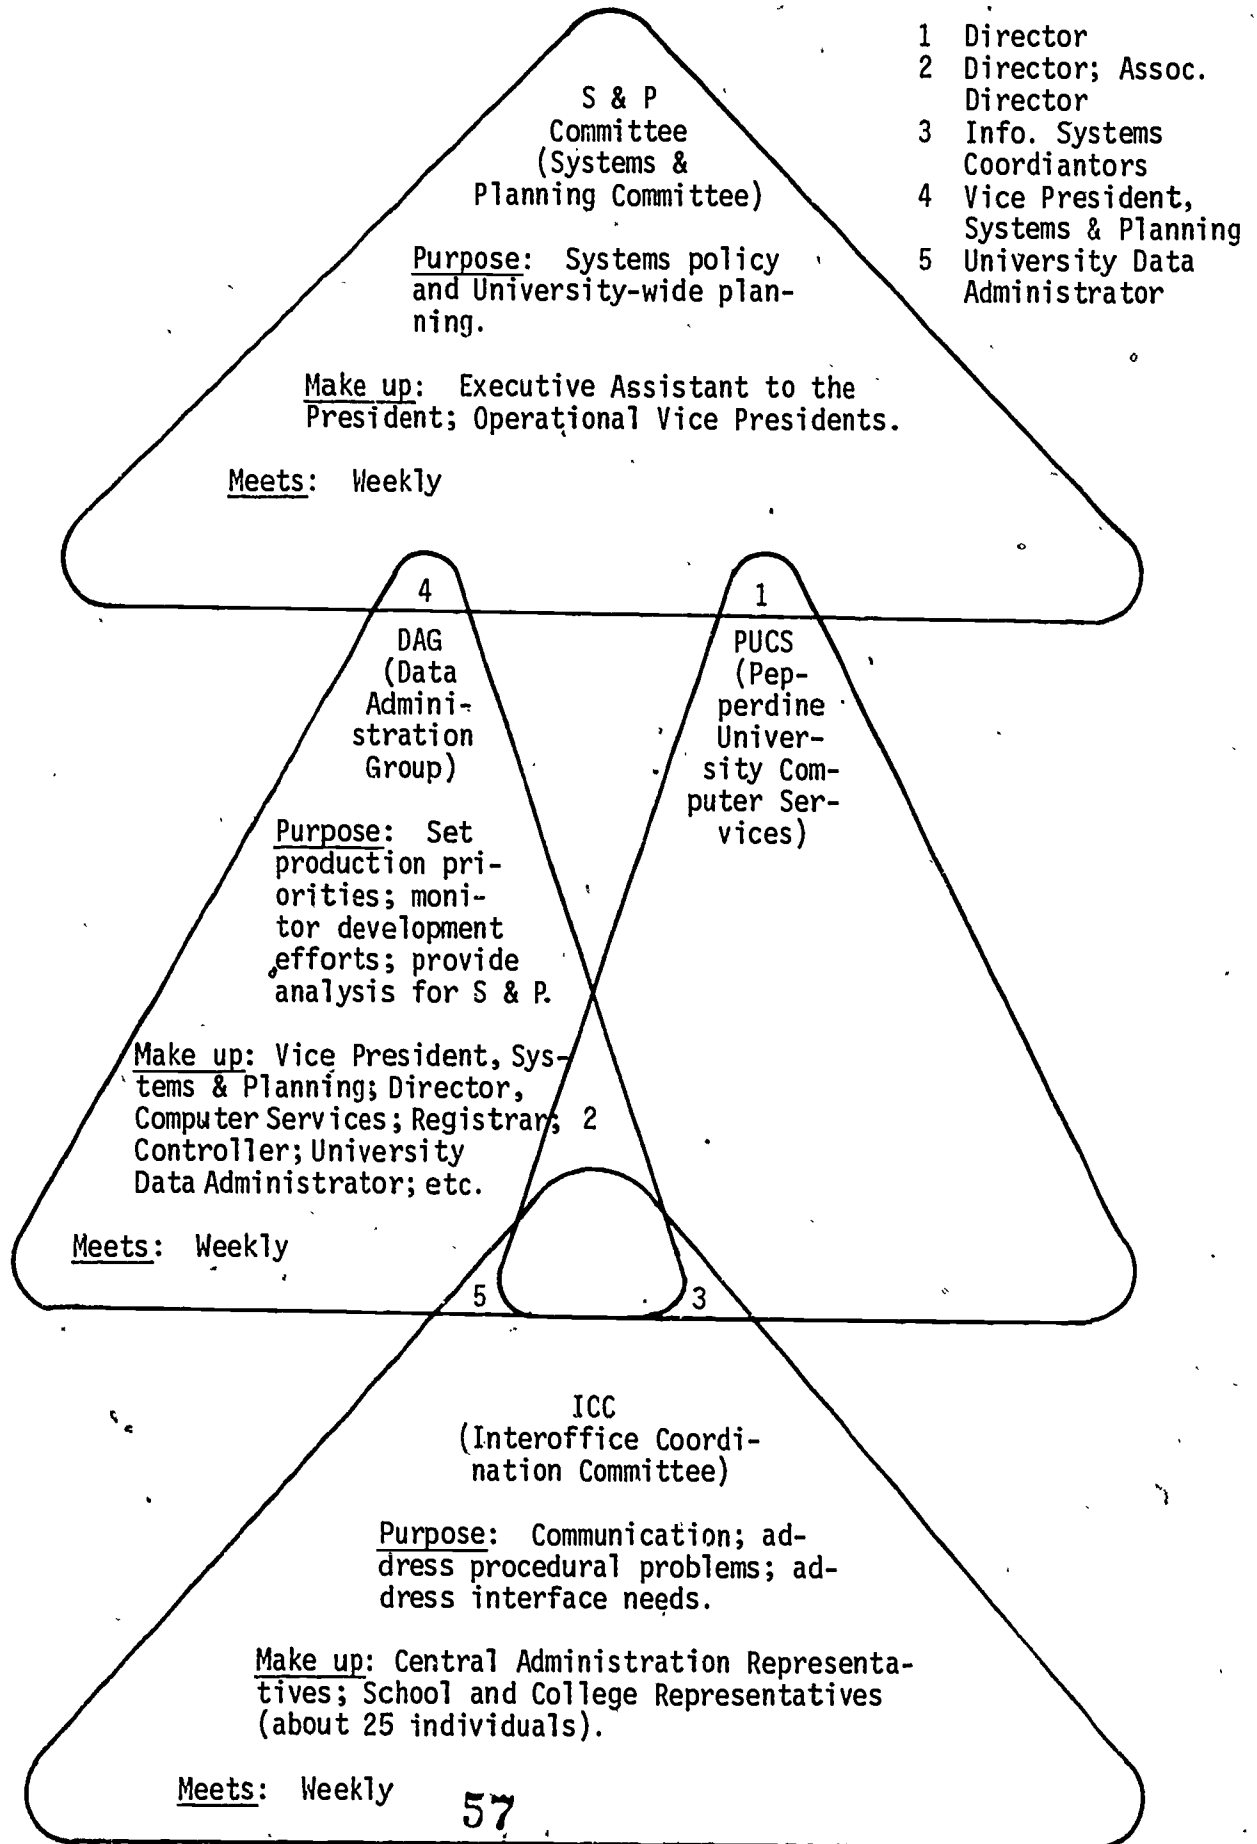 1 Director
2 Director; Assoc.
Director
3 Info. Systems
Coordiantors
4 Vice President,
Systems & Planning
5 University Data
Administrator
S & P
Committee
(Systems &
Planning Committee)
Purpose: Systems policy
and University-wide plan-
ning.
Make up: Executive Assistant to the
President; Operational Vice Presidents.
Meets: Weekly
4
1
DAG
(Data
Admini-
stration
Group)
Purpose: Set
production pri-
orities; moni-
tor development
efforts; provide
analysis for S & P.
Make up: Vice President, Sys-
tems & Planning; Director,
Computer Services; Registrar;
Controller; University
Data Administrator; etc.
Meets: Weekly
PUCS
(Pep-
perdine
Univer-
sity Com-
puter Ser-
vices)
2
5
3
ICC
(Interoffice Coordi-
nation Committee)
Purpose: Communication; ad-
dress procedural problems; ad-
dress interface needs.
Make up: Central Administration Representa-
tives; School and College Representatives
(about 25 individuals).
Meets: Weekly
57